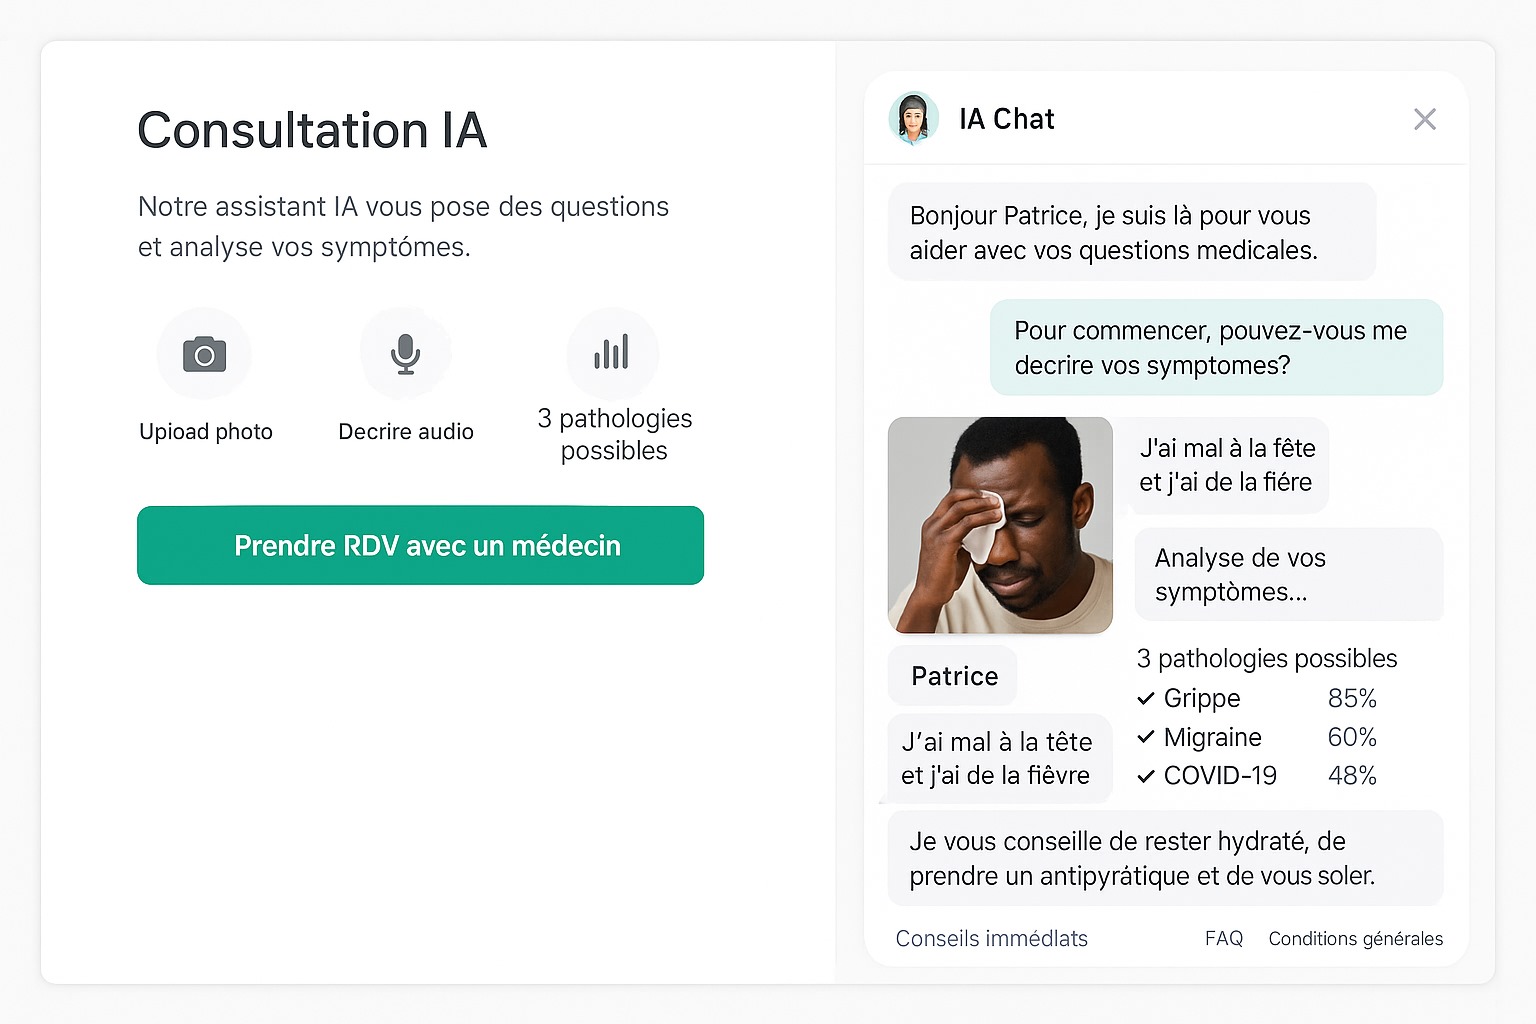 Consultation IA
Notre assistant IA vous pose des questions
et analyse vos symptómes.
Upioad photo
Decrire audio
3 pathologies
possibles
Prendre RDV avec un médecin
IA Chat
Bonjour Patrice, je suis là pour vous
aider avec vos questions medicales.
Pour commencer, pouvez-vous me
decrire vos symptomes?
J'ai mal à la fête
et j'ai de la fiére
Analyse de vos
symptòmes...
Patrice
J'ai mal à la tête
et j'ai de la fiêvre
3 pathologies possibles
✓ Grippe 85%
✓ Migraine 60%
✓ COVID-19 48%
Je vous conseille de rester hydraté, de
prendre un antipyrátique et de vous soler.
Conseils immédlats
FAQ
Conditions générales